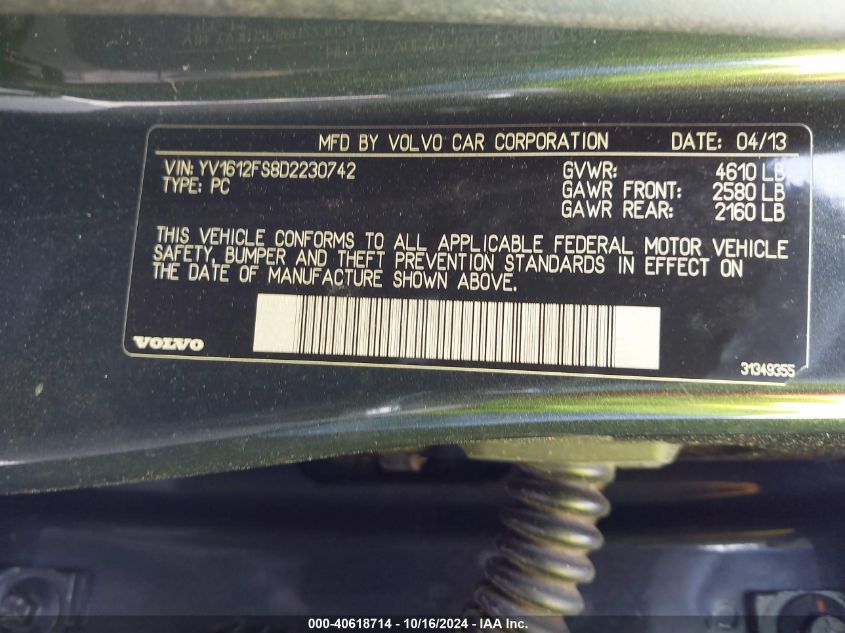 MFD BY VOLVO CAR CORPORATION DATE: 04/13
VIN: YV1612FS8D2230742 GVWR: 4610 LB
TYPE: PC GAWR FRONT: 2580 LB
GAWR REAR: 2160 LB
THIS VEHICLE CONFORMS TO ALL APPLICABLE FEDERAL MOTOR VEHICLE
SAFETY, BUMPER AND THEFT PREVENTION STANDARDS IN EFFECT ON
THE DATE OF MANUFACTURE SHOWN ABOVE.
VOLVO
31349355
000-40618714 - 10/16/2024 - IAA Inc.